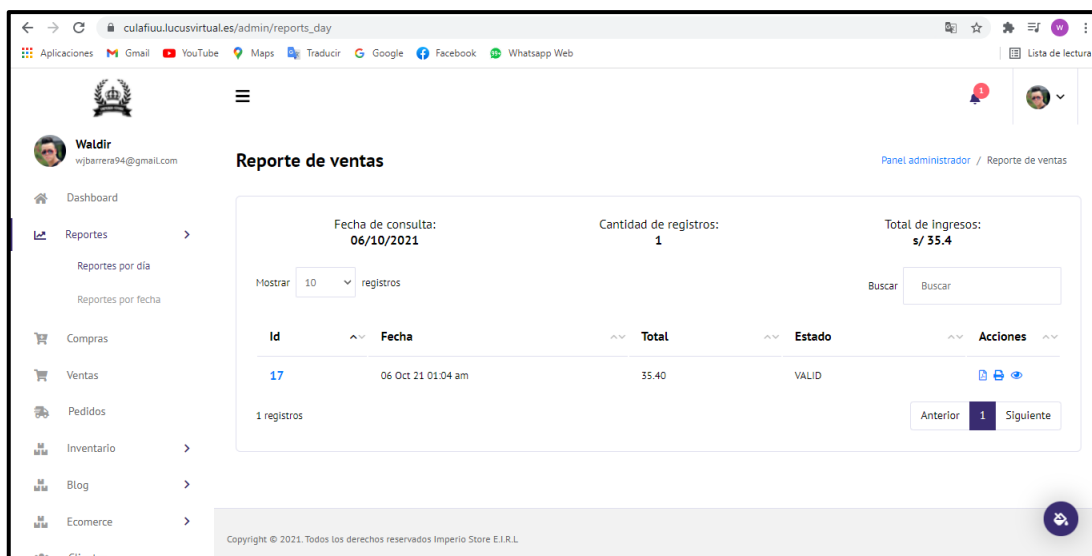 culafiuu.lucusvirtual.es/admin/reports_day
W
Aplicaciones Gmail YouTube Maps Traducir Google Facebook Whatsapp Web Lista de lectura
1
Waldir
wjbarrera94@gmail.com
Reporte de ventas
Panel administrador / Reporte de ventas
Dashboard
Reportes
Reportes por día
Reportes por fecha
Compras
Ventas
Pedidos
Inventario
Blog
Ecomerce
Fecha de consulta:
06/10/2021
Cantidad de registros:
1
Total de ingresos:
s/ 35.4
Mostrar 10 registros
Buscar Buscar
Id Fecha Total Estado Acciones
17 06 Oct 21 01:04 am 35.40 VALID
1 registros
Anterior 1 Siguiente
Copyright © 2021. Todos los derechos reservados Imperio Store E.I.R.L